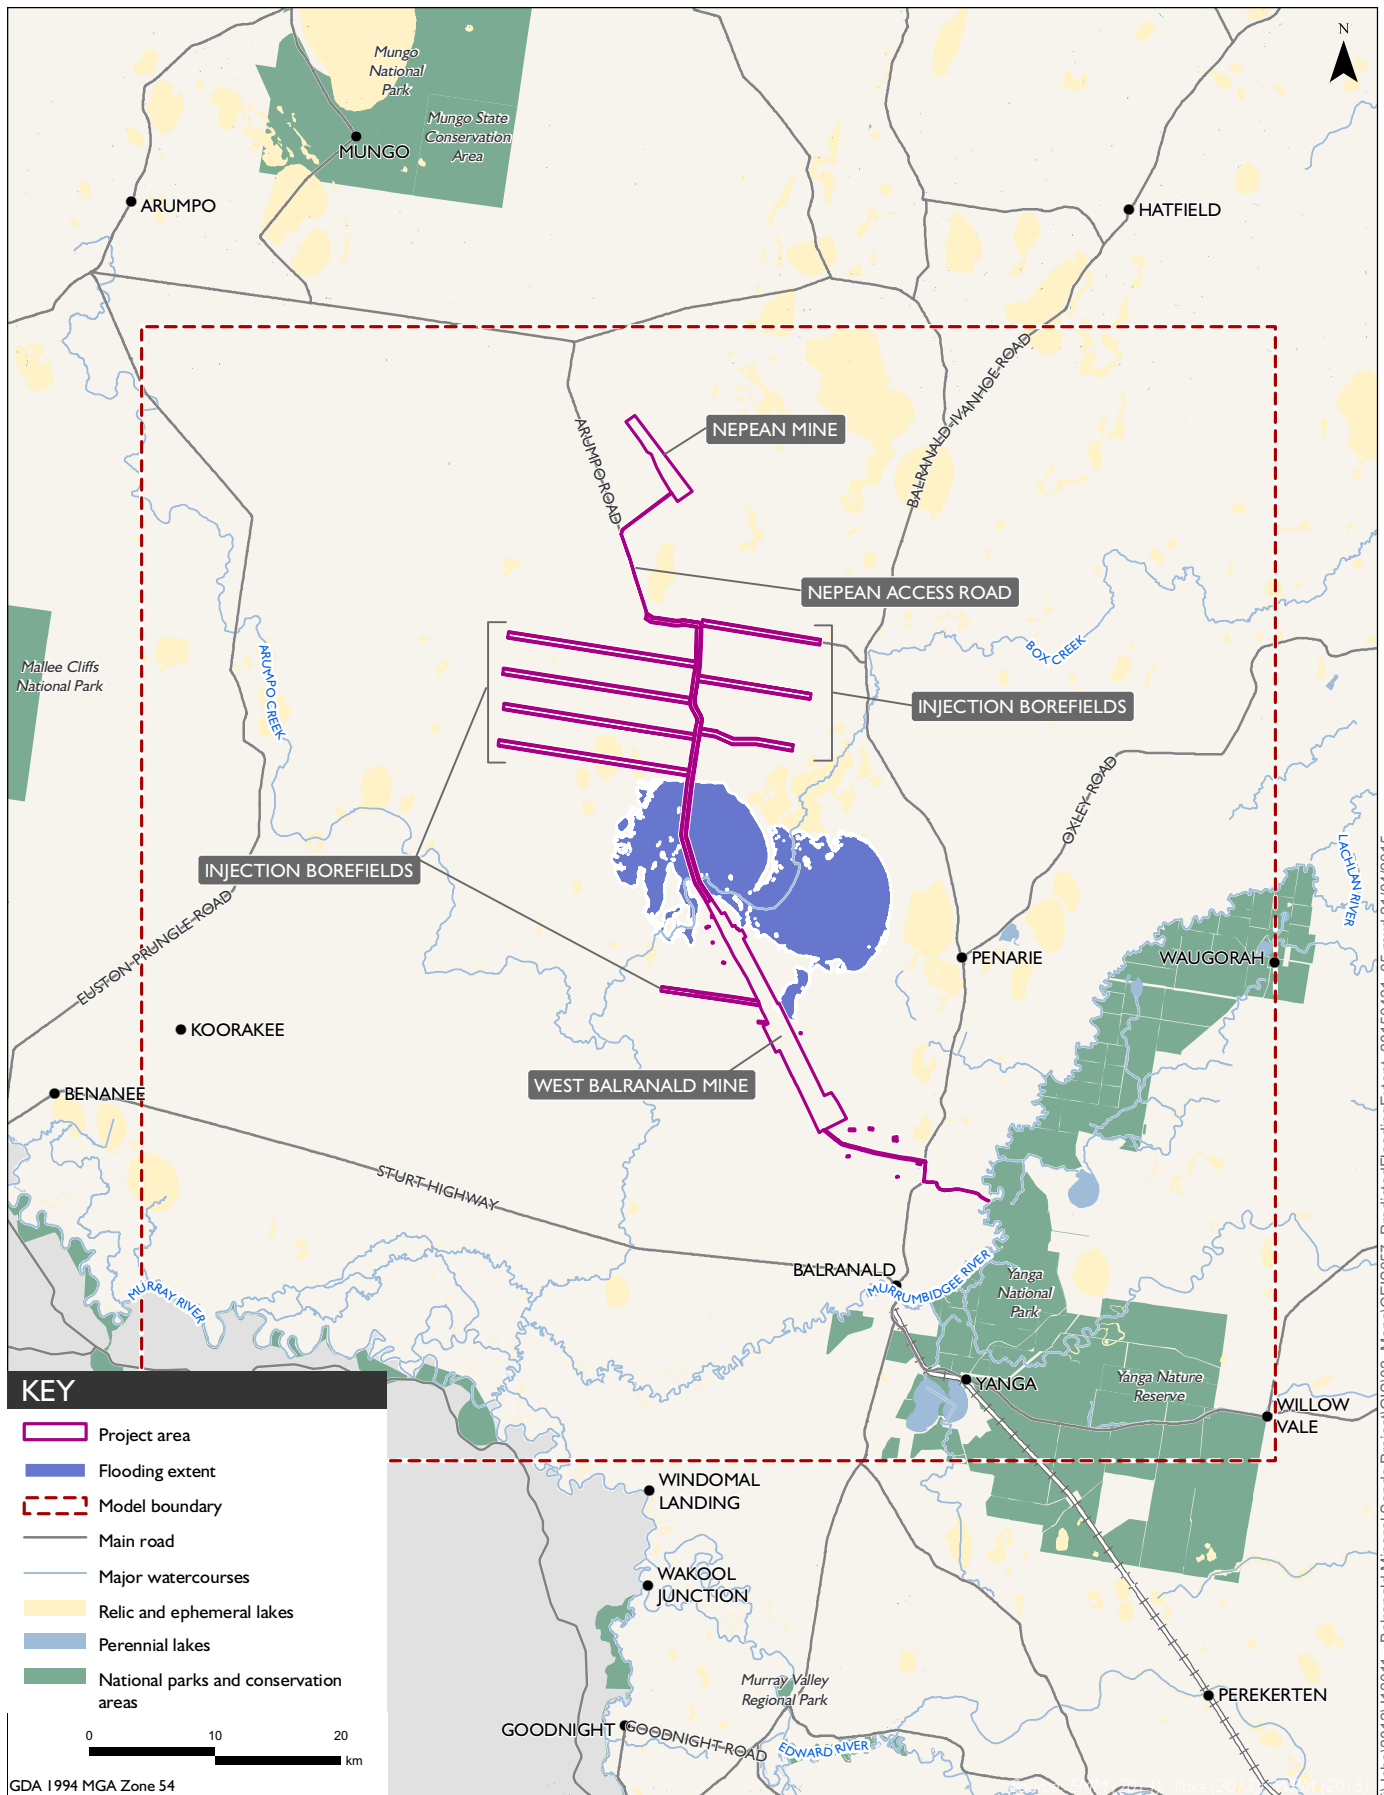 N
Mungo
National
Park
Mungo State
Conservation
Area
MUNGO
ARUMPO
HATFIELD
BALRANALD-IVANHOE-ROAD
ARUMPO-ROAD
NEPEAN MINE
NEPEAN ACCESS ROAD
BOX CREEK
Mallee Cliffs
National Park
ARUMPO CREEK
INJECTION BOREFIELDS
OXLEY-ROAD
INJECTION BOREFIELDS
LACHLAN RIVER
EUSTON-PRUNGLE-ROAD
PENARIE
WAUGORAH
KOORAKEE
WEST BALRANALD MINE
BENANEE
STURT-HIGHWAY
BALRANALD
MURRUMBIDGEE RIVER
Yanga
National
Park
MURRAY RIVER
YANGA
Yanga Nature
Reserve
WILLOW
VALE
KEY
Project area
Flooding extent
Model boundary
Main road
Major watercourses
Relic and ephemeral lakes
Perennial lakes
National parks and conservation
areas
0 10 20
km
GDA 1994 MGA Zone 54
WINDOMAL
LANDING
WAKOOL
JUNCTION
Murray Valley
Regional Park
PEREKERTEN
GOODNIGHT
GOODNIGHT-ROAD
EDWARD RIVER